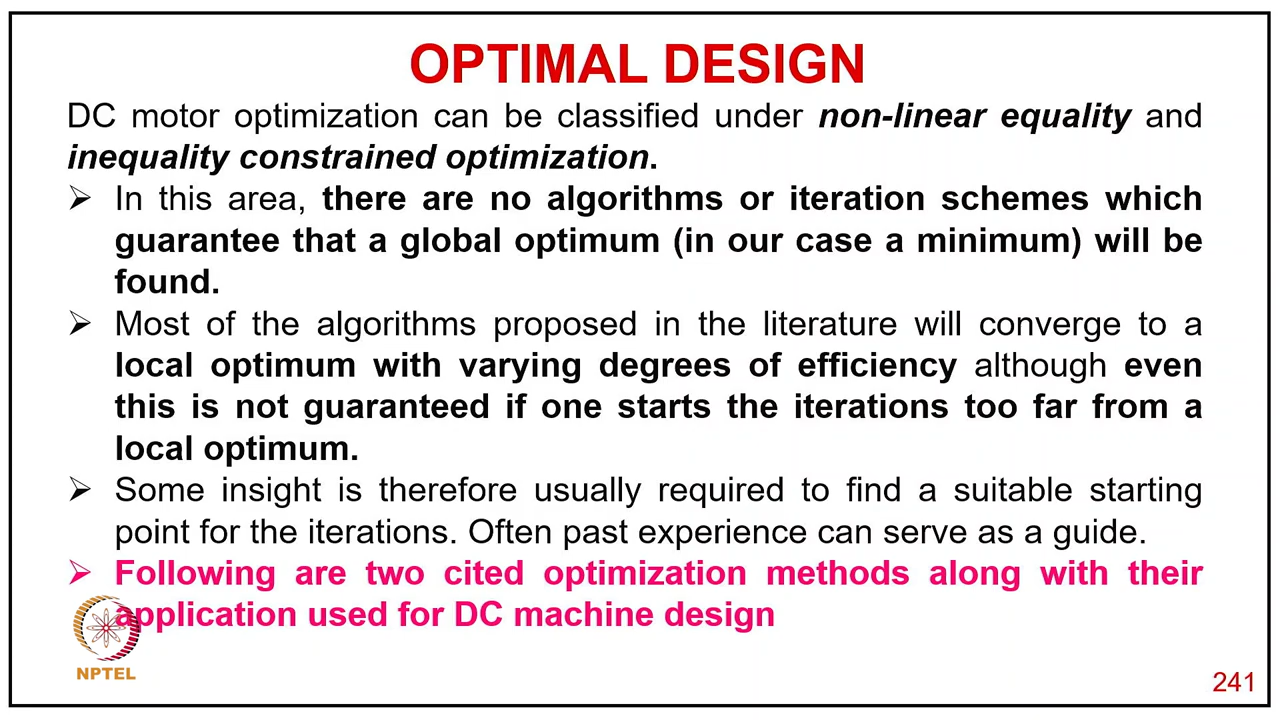 OPTIMAL DESIGN
DC motor optimization can be classified under non-linear equality and
inequality constrained optimization.
➢ In this area, there are no algorithms or iteration schemes which
guarantee that a global optimum (in our case a minimum) will be
found.
➢ Most of the algorithms proposed in the literature will converge to a
local optimum with varying degrees of efficiency although even
this is not guaranteed if one starts the iterations too far from a
local optimum.
➢ Some insight is therefore usually required to find a suitable starting
point for the iterations. Often past experience can serve as a guide.
➢ Following are two cited optimization methods along with their
application used for DC machine design
NPTEL
241